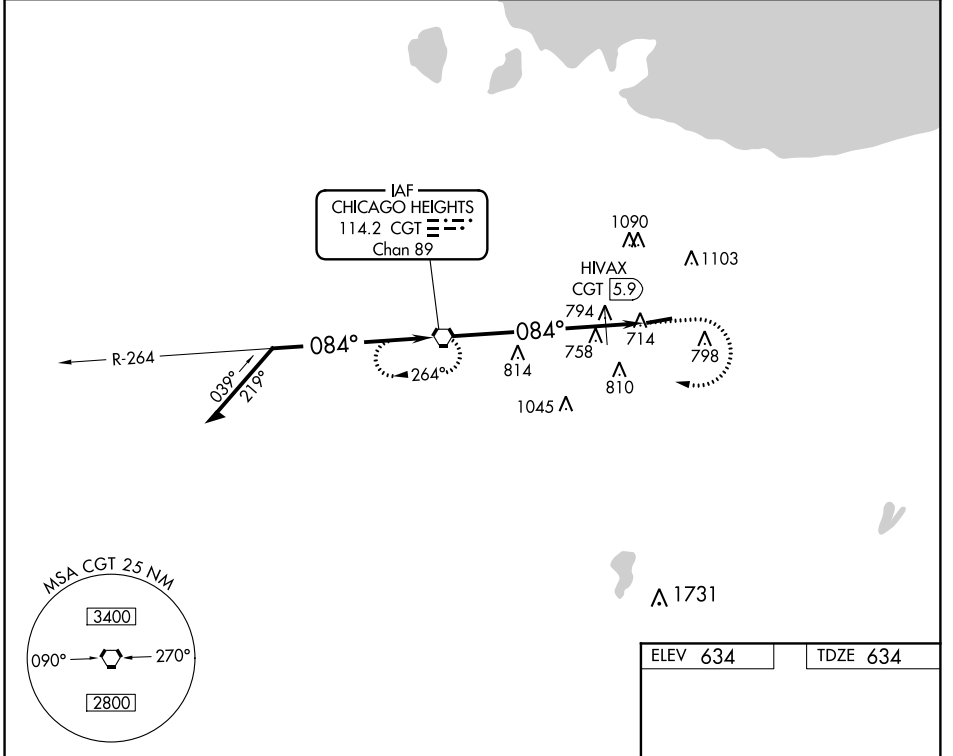 IAF
CHICAGO HEIGHTS
114.2 CGT
Chan 89
1090
1103
HIVAX
CGT 5.9
794
R-264
084°
084°
714
758
798
264°
814
810
039°
219°
1045
MSA CGT 25 NM
3400
090°
270°
2800
1731
ELEV 634
TDZE 634